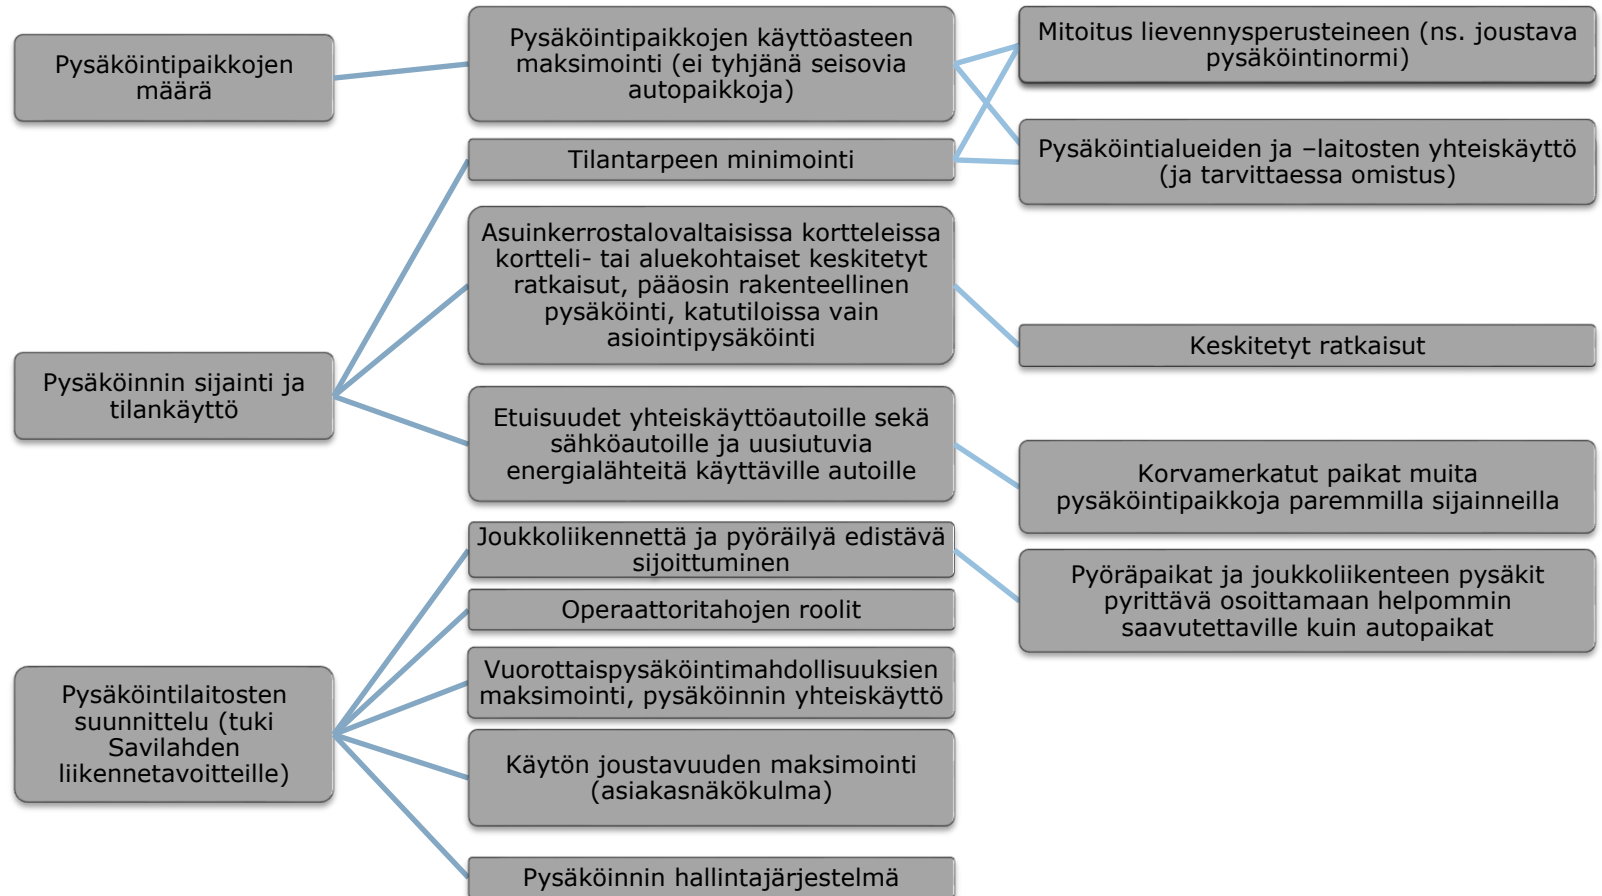 Pysäköintipaikkojen
määrä
Pysäköinnin sijainti ja
tilankäyttö
Pysäköintilaitosten
suunnittelu (tuki
Savilahden
liikennetavoitteille)
Pysäköintipaikkojen käyttöasteen
maksimointi (ei tyhjänä seisovia
autopaikkoja)
Tilantarpeen minimointi
Asuinkerrostalovaltaisissa kortteleissa
kortteli- tai aluekohtaiset keskitetyt
ratkaisut, pääosin rakenteellinen
pysäköinti, katutiloissa vain
asiointipysäköinti
Etuisuudet yhteiskäyttöautoille sekä
sähköautoille ja uusiutuvia
energialähteitä käyttäville autoille
Joukkoliikennettä ja pyöräilyä edistävä
sijoittuminen
Operaattoritahojen roolit
Vuorottaispysäköintimahdollisuuksien
maksimointi, pysäköinnin yhteiskäyttö
Käytön joustavuuden maksimointi
(asiakasnäkökulma)
Pysäköinnin hallintajärjestelmä
Mitoitus lievennysperusteineen (ns. joustava
pysäköintinormi)
Pysäköintialueiden ja –laitosten yhteiskäyttö
(ja tarvittaessa omistus)
Keskitetyt ratkaisut
Korvamerkatut paikat muita
pysäköintipaikkoja paremmilla sijainneilla
Pyöräpaikat ja joukkoliikenteen pysäkit
pyrittävä osoittamaan helpommin
saavutettaville kuin autopaikat